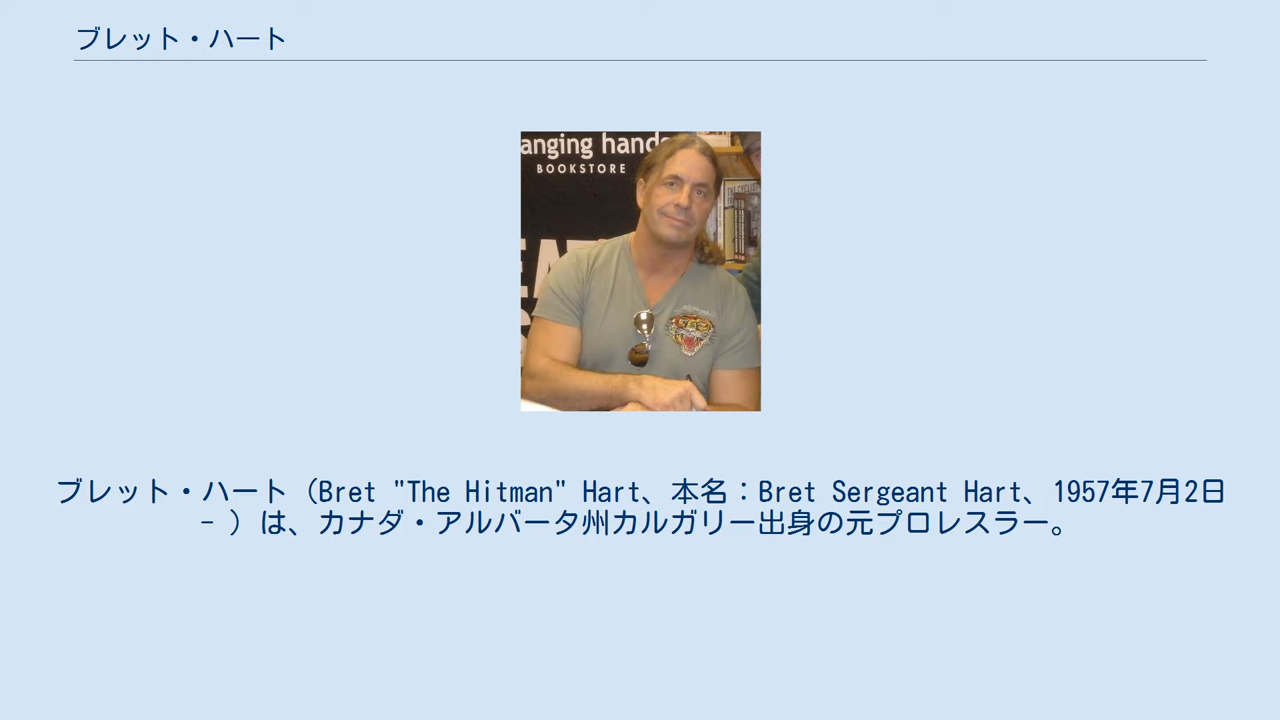 ブレット・ハート
anging hands
BOOKSTORE
ブレット・ハート（Bret "The Hitman" Hart、本名：Bret Sergeant Hart、1957年7月2日
- ）は、カナダ・アルバータ州カルガリー出身の元プロレスラー。